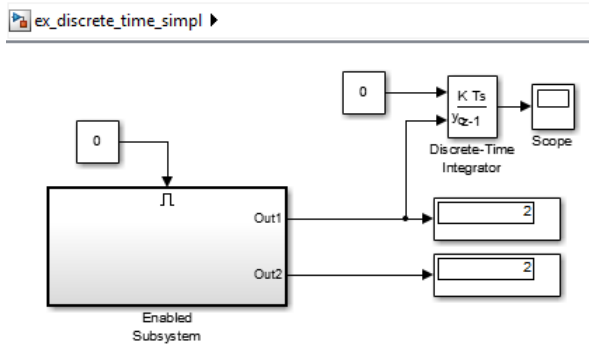 ex_discrete_time_simpl
0
K Ts
y0 z-1
Discrete-Time
Integrator
Scope
0
Out1
2
Out2
2
Enabled
Subsystem